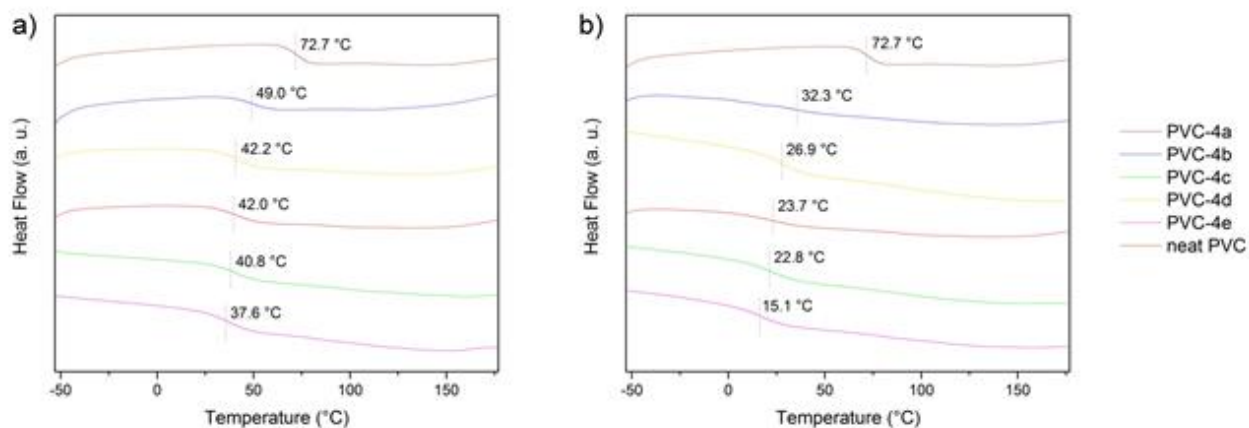 a)
72.7 °C
49.0 °C
42.2 °C
42.0 °C
40.8 °C
37.6 °C
Heat Flow (a. u.)
-50 0 50 100 150
Temperature (°C)
b)
72.7 °C
32.3 °C
26.9 °C
23.7 °C
22.8 °C
15.1 °C
Heat Flow (a. u.)
-50 0 50 100 150
Temperature (°C)
PVC-4a
PVC-4b
PVC-4c
PVC-4d
PVC-4e
neat PVC